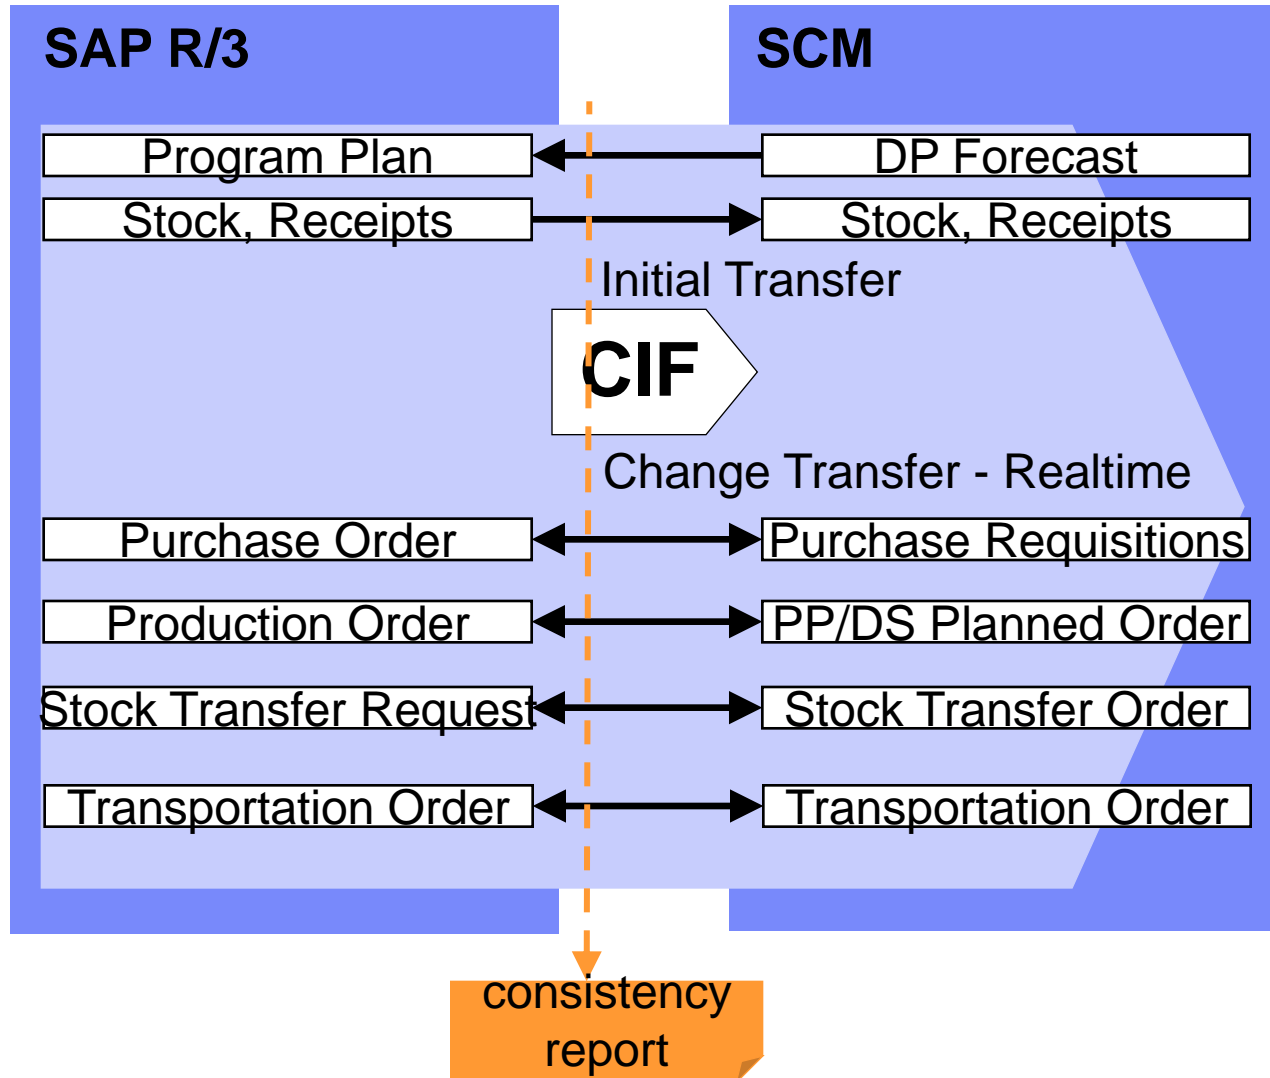 SAP R/3
SCM
Program Plan
DP Forecast
Stock, Receipts
Stock, Receipts
Initial Transfer
CIF
Change Transfer - Realtime
Purchase Order
Purchase Requisitions
Production Order
PP/DS Planned Order
Stock Transfer Request
Stock Transfer Order
Transportation Order
Transportation Order
consistency
report